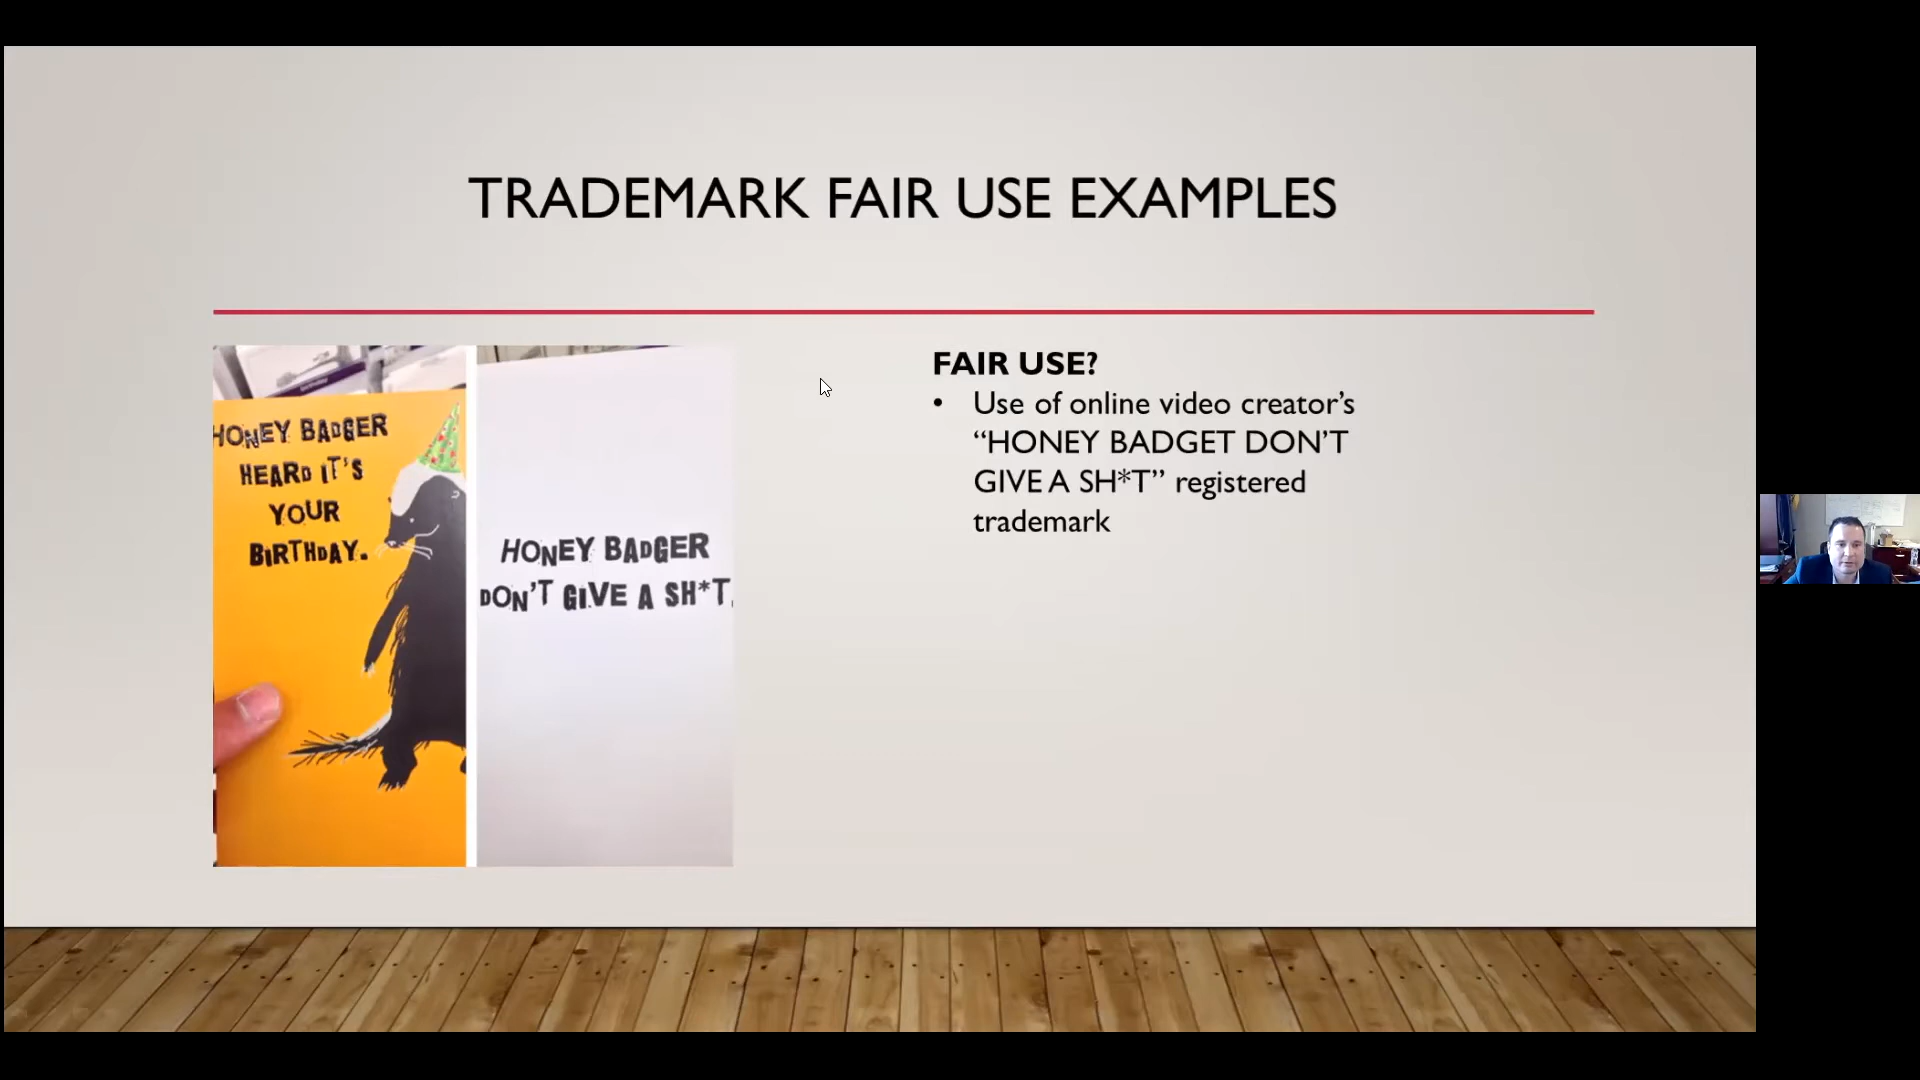 TRADEMARK FAIR USE EXAMPLES
HONEY BADGER
HEARD IT'S
YOUR
BIRTHDAY.
HONEY BADGER
DON'T GIVE A SH*T.
FAIR USE?
• Use of online video creator’s
“HONEY BADGET DON’T
GIVE A SH*T” registered
trademark